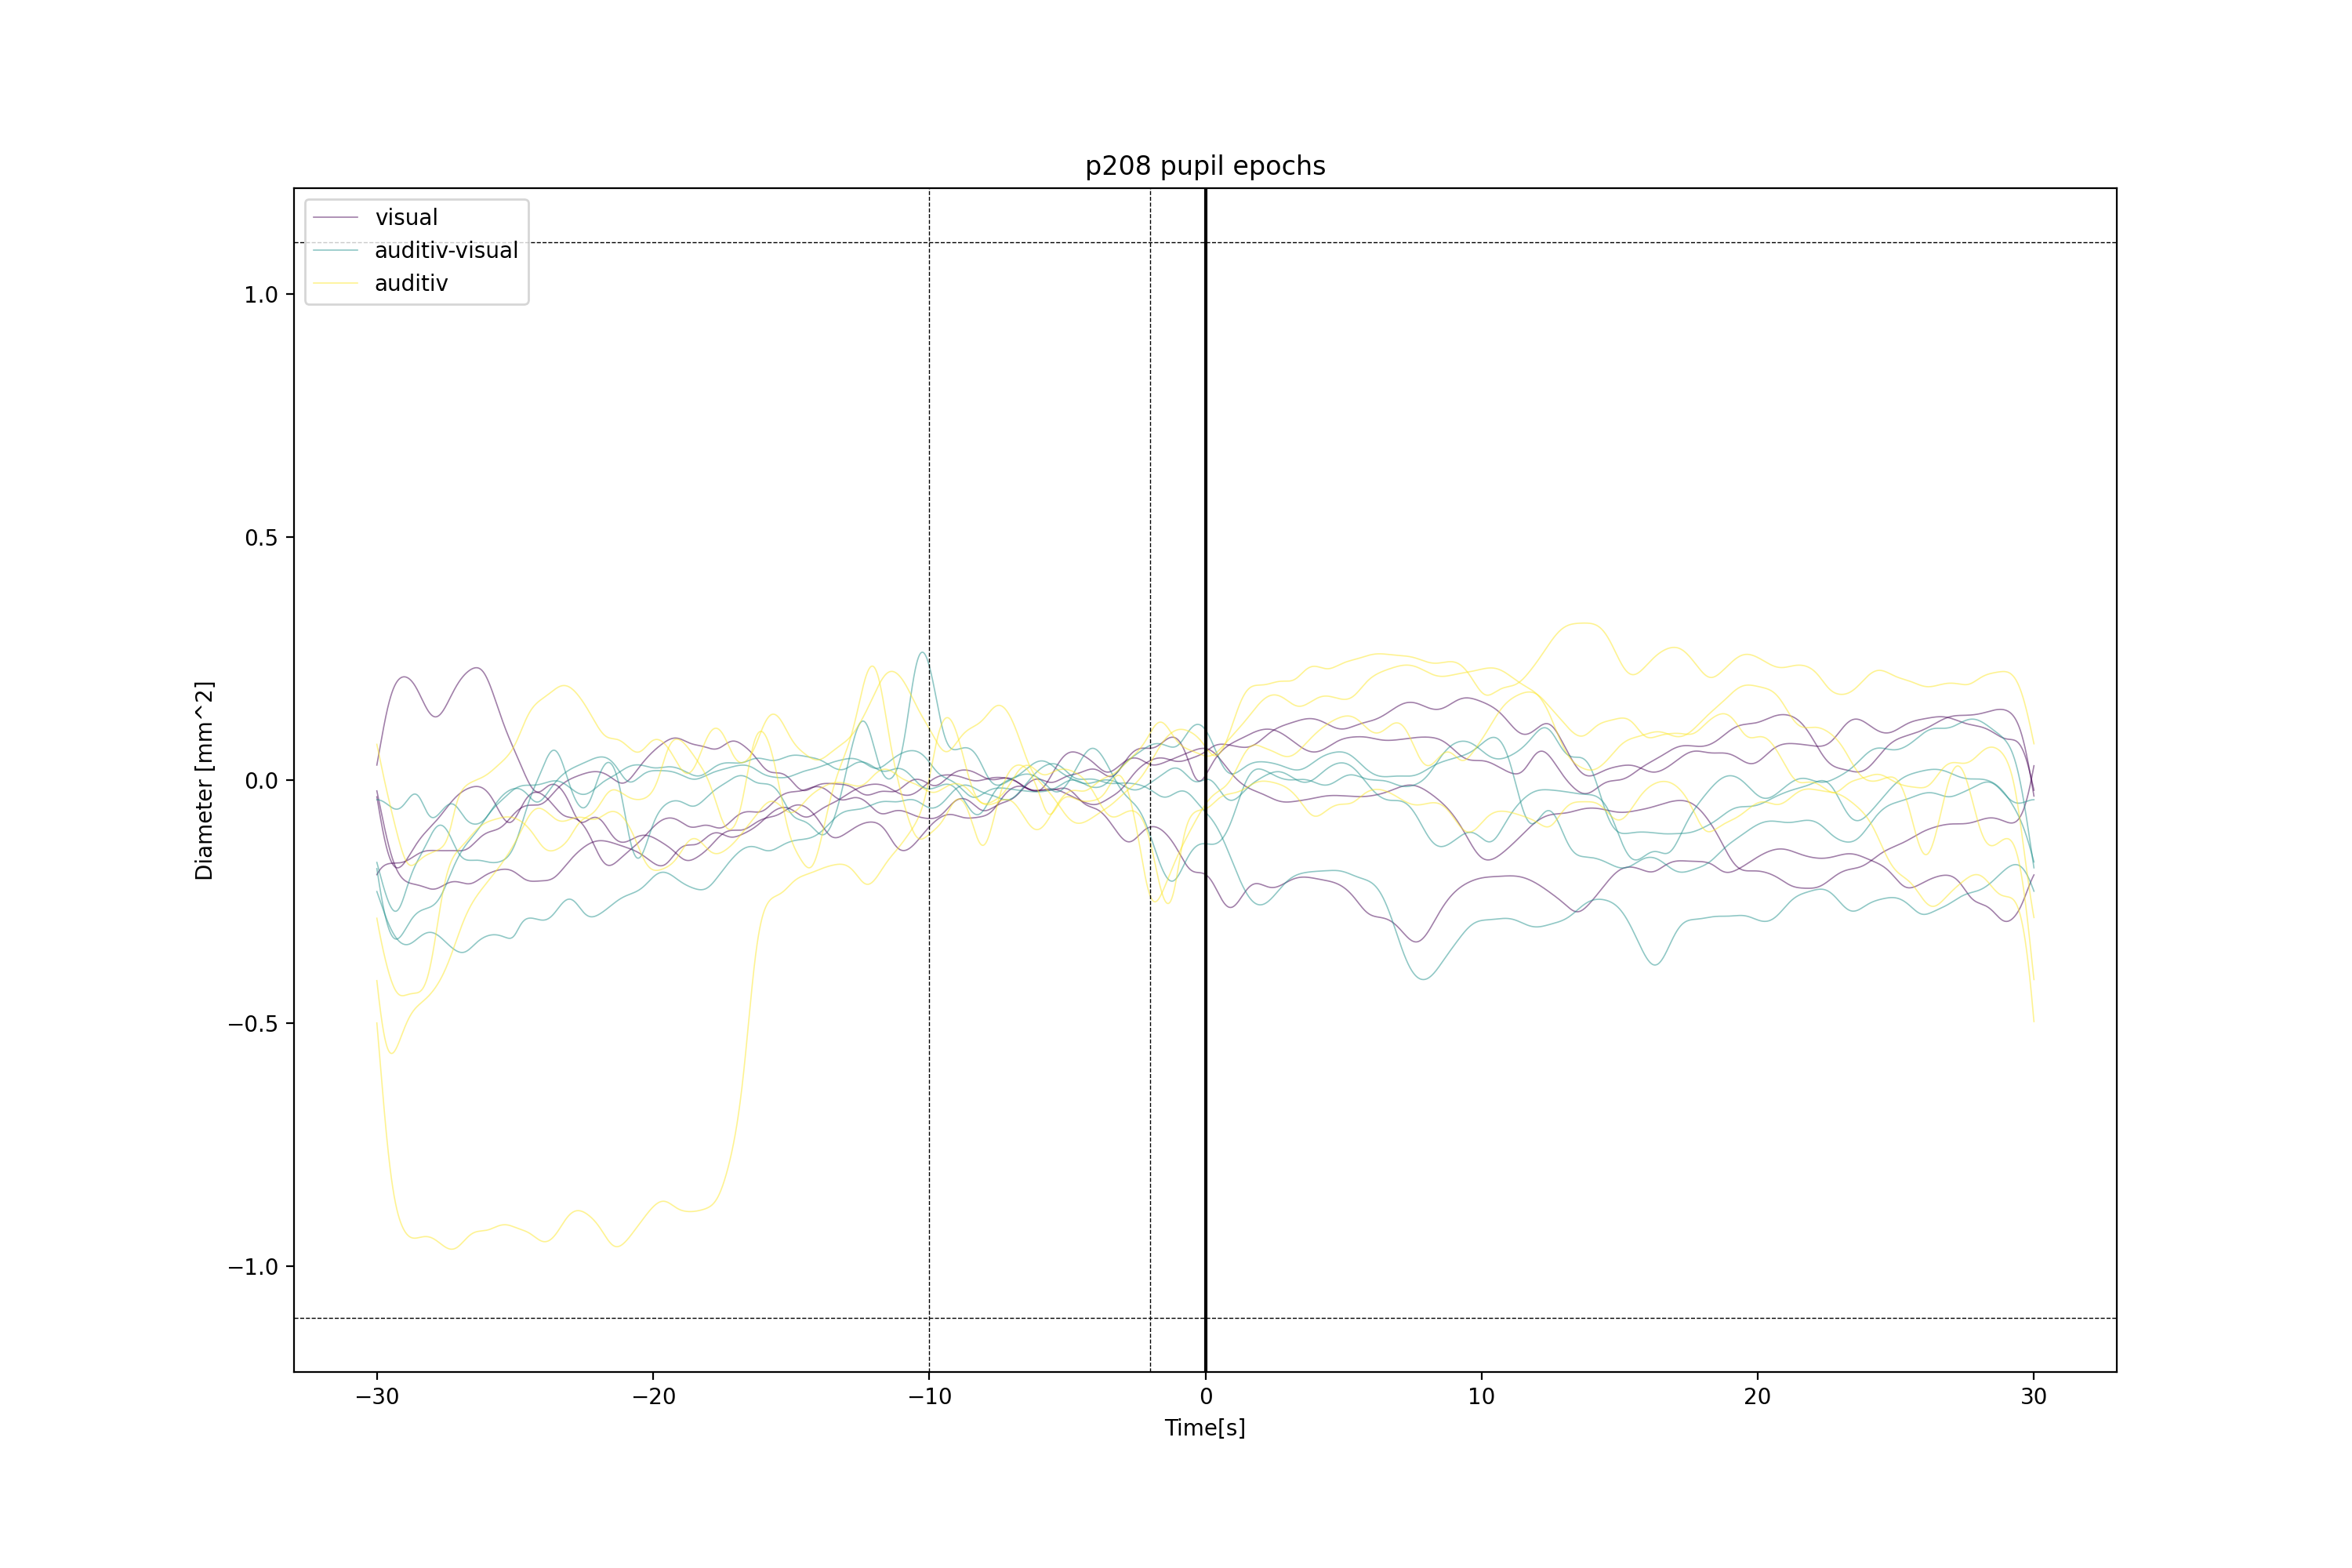 p208 pupil epochs
visual
auditiv-visual
auditiv
1.0
0.5
0.0
−0.5
−1.0
Diameter [mm^2]
−30 −20 −10 0 10 20 30
Time[s]